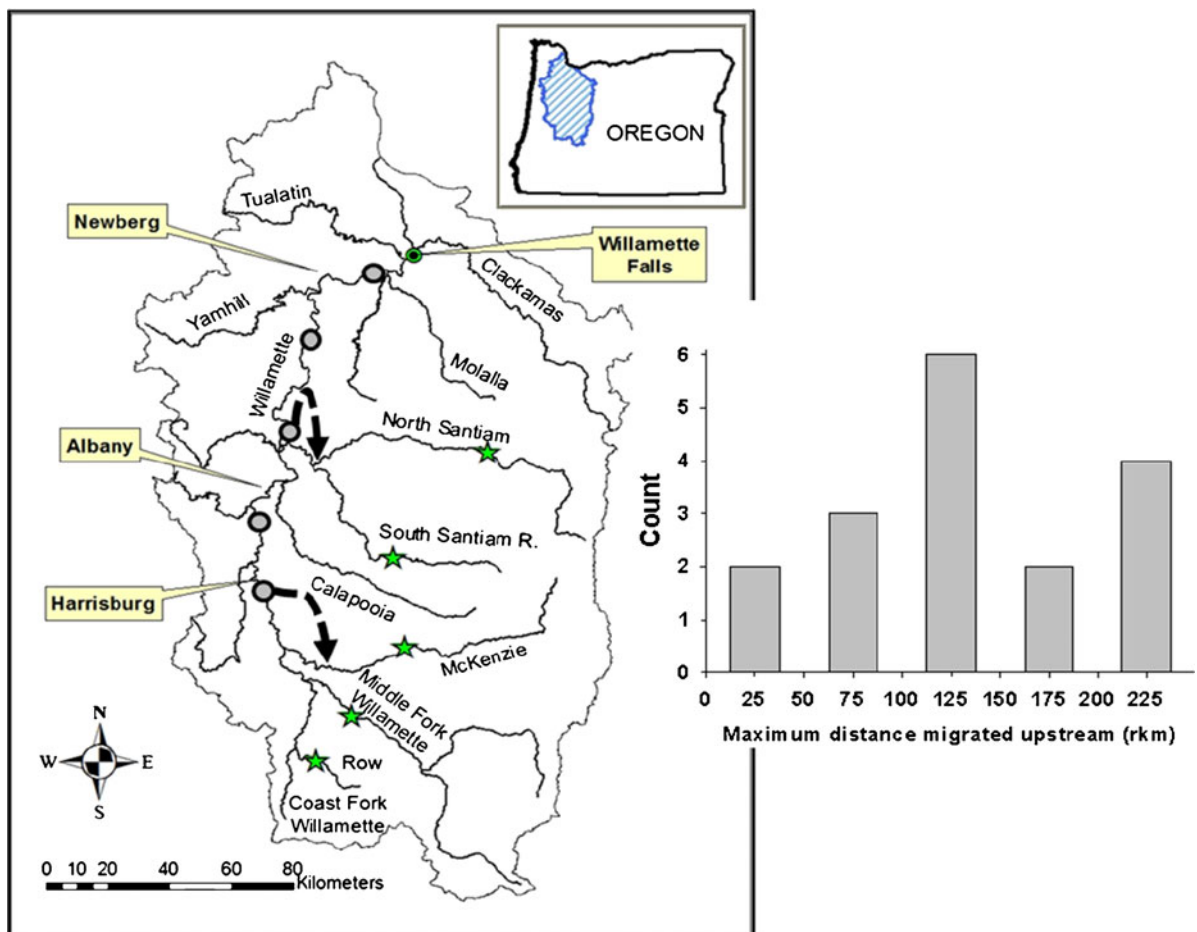 OREGON
Tualatin
Newberg
Willamette
Falls
Clackamas
Yamhill
Willamette
Molalla
North Santiam
Albany
South Santiam R.
Calapooia
Harrisburg
McKenzie
Middle Fork
Willamette
Row
Coast Fork
Willamette
N
W
E
S
0 10 20 40 60 80
Kilometers
Count
6
5
4
3
2
1
0
0 25 50 75 100 125 150 175 200 225
Maximum distance migrated upstream (rkm)